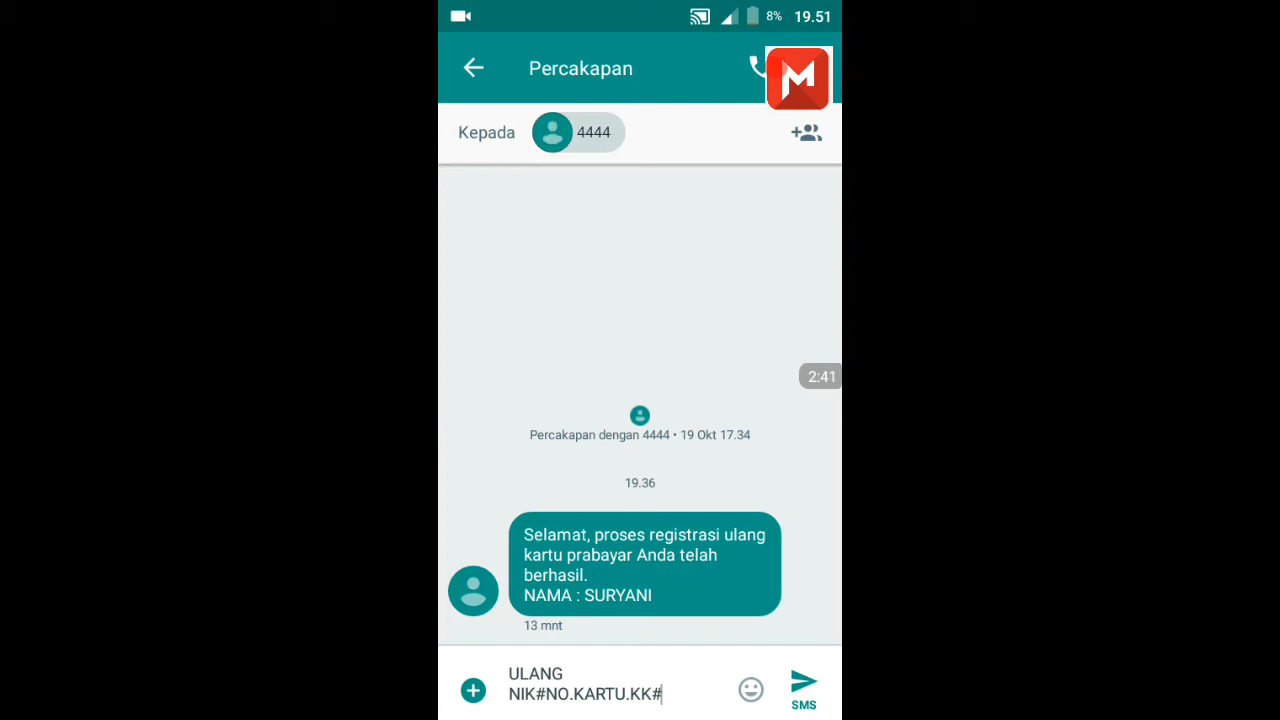 8% 19.51
Percakapan
Kepada 4444
2:41
Percakapan dengan 4444 • 19 Okt 17.34
19.36
Selamat, proses registrasi ulang
kartu prabayar Anda telah
berhasil.
NAMA : SURYANI
13 mnt
ULANG
NIK#NO.KARTU.KK#
SMS